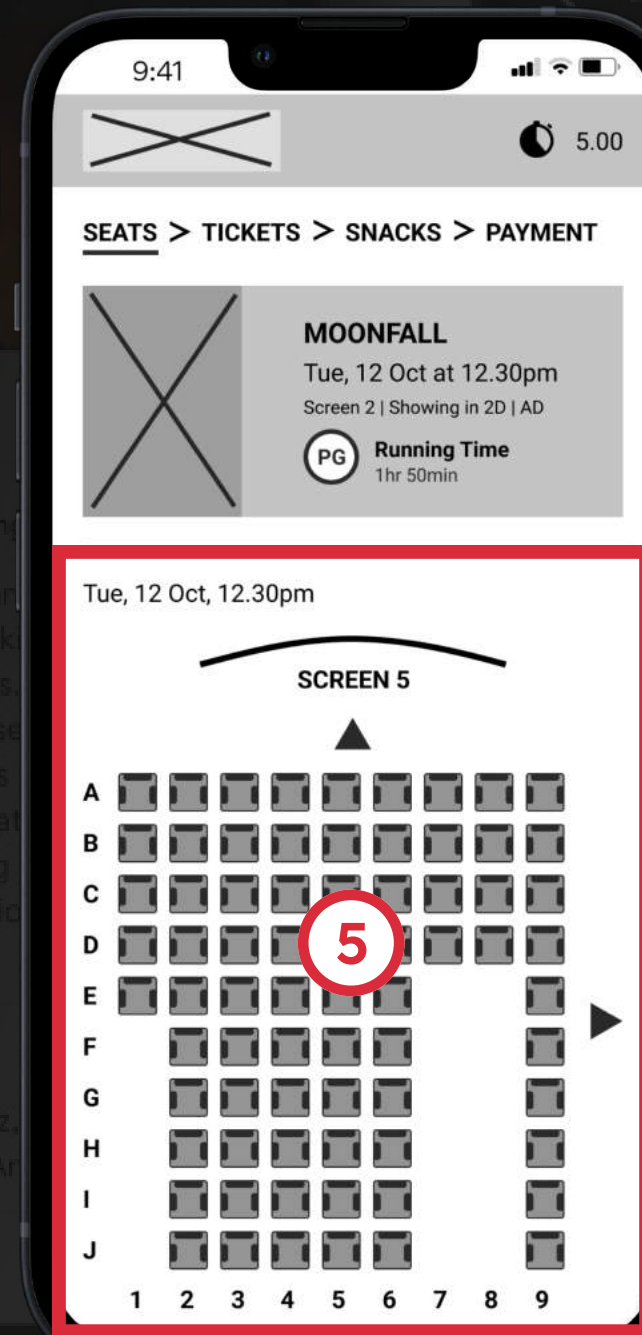 9:41
5.00
SEATS > TICKETS > SNACKS > PAYMENT
MOONFALL
Tue, 12 Oct at 12.30pm
Screen 2 | Showing in 2D | AD
PG
Running Time
1hr 50min
Tue, 12 Oct, 12.30pm
SCREEN 5
A
B
C
5
D
E
F
G
H
I
J
1 2 3 4 5 6 7 8 9